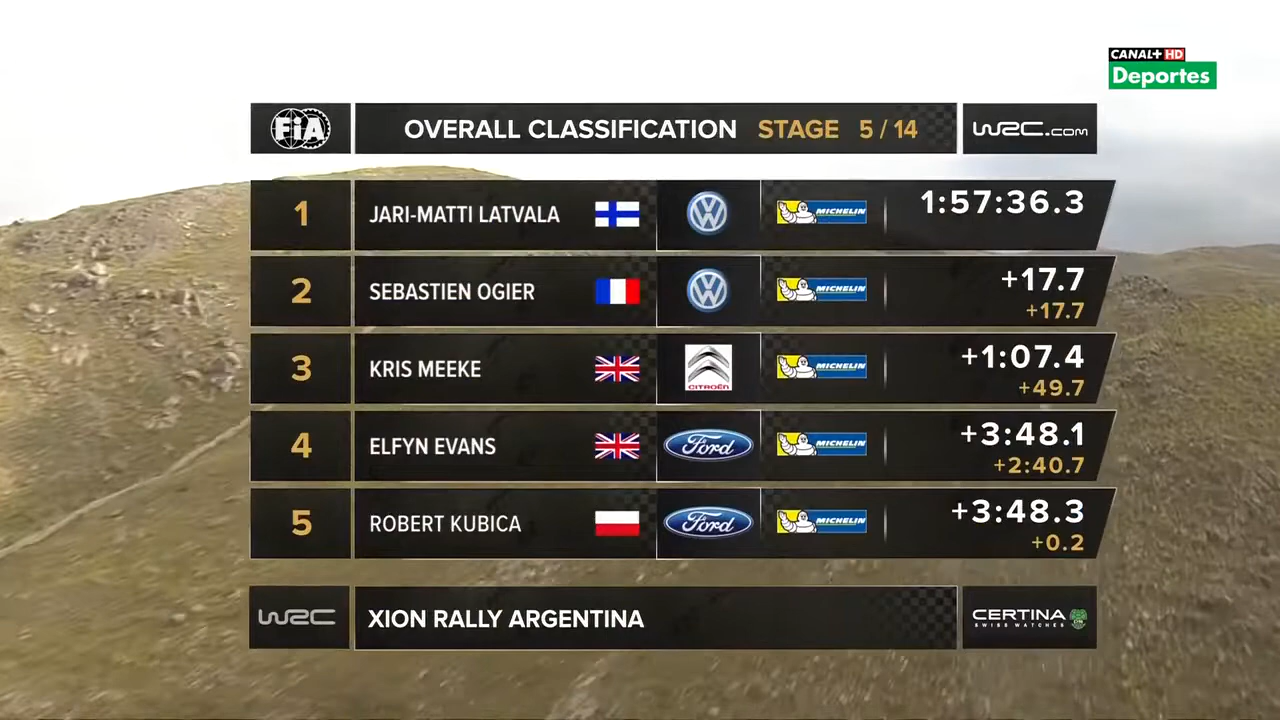 CANAL+ HD
Deportes
FiA OVERALL CLASSIFICATION STAGE 5 / 14 WRC.COM
1 JARI-MATTI LATVALA VW MICHELIN 1:57:36.3
2 SEBASTIEN OGIER VW MICHELIN +17.7
+17.7
3 KRIS MEEKE CITROËN MICHELIN +1:07.4
+49.7
4 ELFYN EVANS Ford MICHELIN +3:48.1
+2:40.7
5 ROBERT KUBICA Ford MICHELIN +3:48.3
+0.2
WRC XION RALLY ARGENTINA CERTINA
SWISS WATCHES